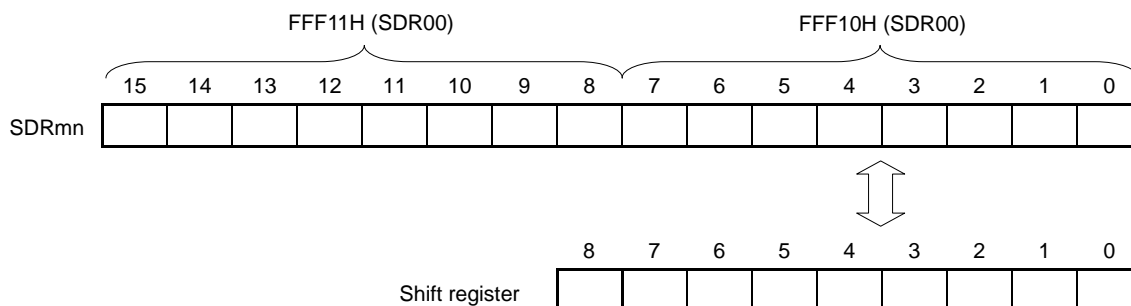 FFF11H (SDR00) FFF10H (SDR00)
15 14 13 12 11 10 9 8 7 6 5 4 3 2 1 0
SDRmn
8 7 6 5 4 3 2 1 0
Shift register